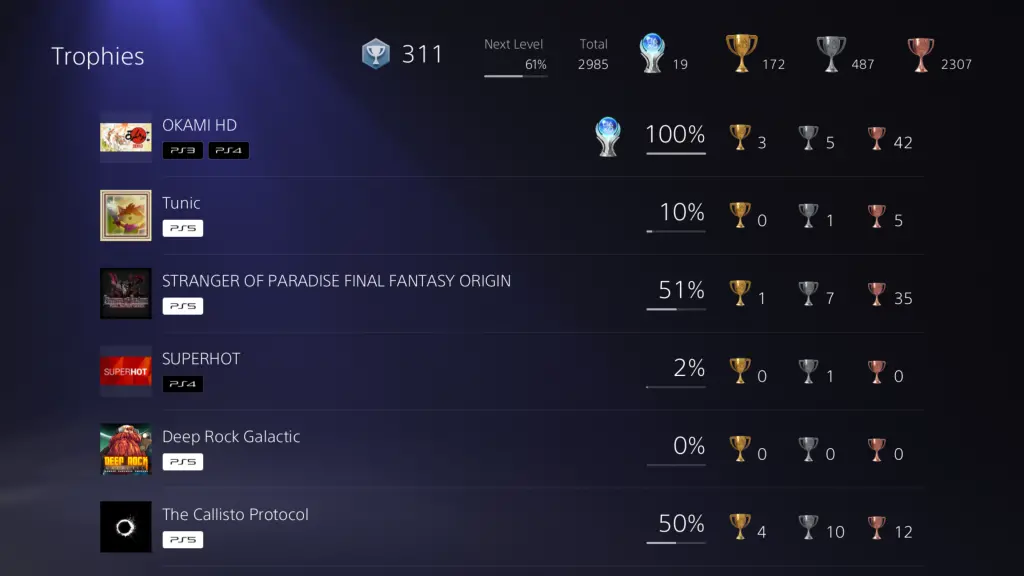 Trophies
311
Next Level
61%
Total
2985
19
172
487
2307
OKAMI HD
PS3 PS4
100%
3
5
42
Tunic
PS5
10%
0
1
5
STRANGER OF PARADISE FINAL FANTASY ORIGIN
PS5
51%
1
7
35
SUPERHOT
SUPERHOT
PS4
2%
0
1
0
DEEP ROCK
Deep Rock Galactic
PS5
0%
0
0
0
The Callisto Protocol
PS5
50%
4
10
12